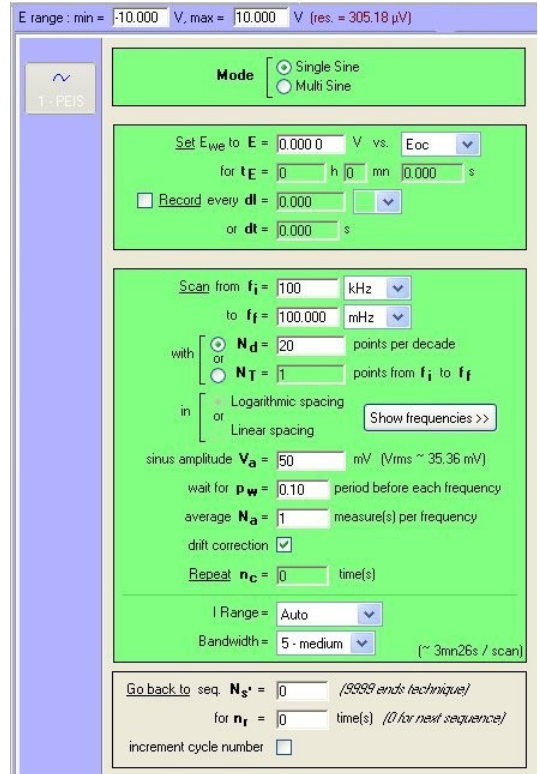 E range : min = -10.000 V, max = 10.000 V (res. = 305.18 µV)
1 - PEIS
Mode
Single Sine
Multi Sine
Set EWE to E = 0.000 0 V vs. Eoc
for tE = 0 h 0 mn 0.000 s
Record every dI = 0.000
or dt = 0.000 s
Scan from fi = 100 kHz
to ff = 100.000 mHz
with Nd = 20 points per decade
or
NT = 1 points from fi to ff
in Logarithmic spacing
or
Linear spacing
Show frequencies >>
sinus amplitude Va = 50 mV (Vrms ~ 35.36 mV)
wait for pw = 0.10 period before each frequency
average Na = 1 measure(s) per frequency
drift correction
Repeat nc = 0 time(s)
I Range = Auto
Bandwidth = 5 - medium
(~ 3mn26s / scan)
Go back to seq. Ns' = 0 (9999 ends technique)
for nr = 0 time(s) (0 for next sequence)
increment cycle number